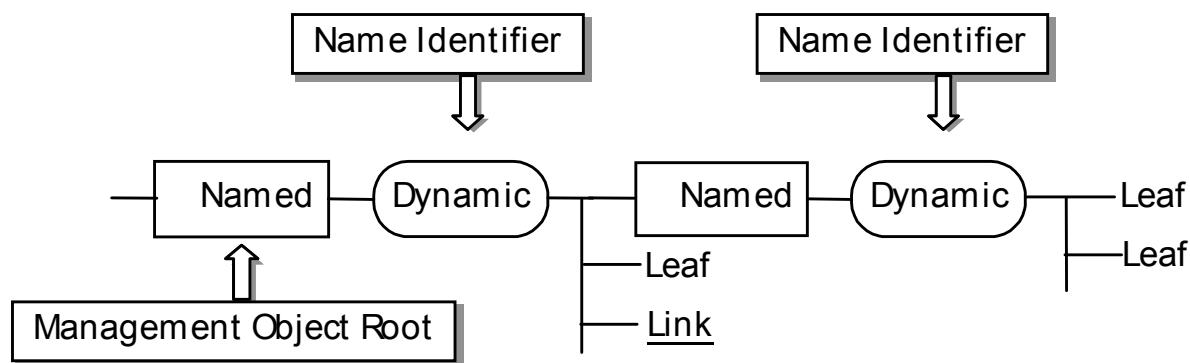 Name Identifier
Name Identifier
Named
Dynamic
Named
Dynamic
Leaf
Leaf
Leaf
Link
Management Object Root